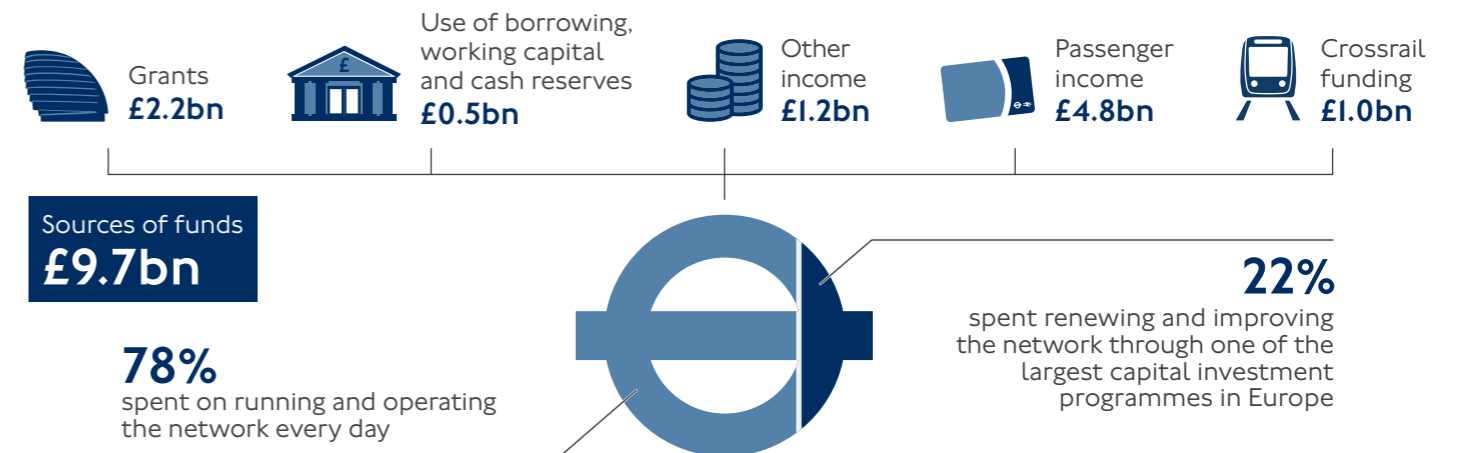 Grants
£2.2bn
Use of borrowing,
working capital
and cash reserves
£0.5bn
Other
income
£1.2bn
Passenger
income
£4.8bn
Crossrail
funding
£1.0bn
£
Sources of funds
£9.7bn
22%
spent renewing and improving
the network through one of the
largest capital investment
programmes in Europe
78%
spent on running and operating
the network every day